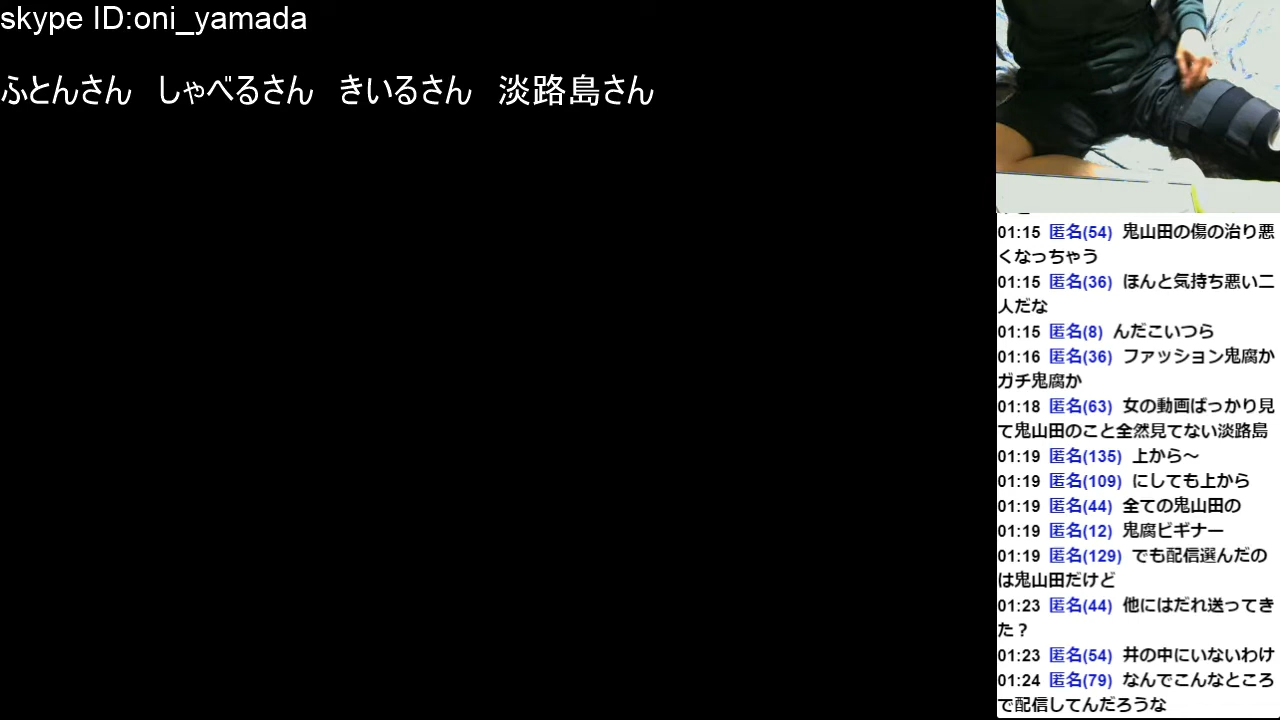 skype ID:oni_yamada
ふとんさん　しゃべるさん　きいるさん　淡路島さん
01:15 匿名(54) 鬼山田の傷の治り悪
くなっちゃう
01:15 匿名(36) ほんと気持ち悪い二
人だな
01:15 匿名(8) んだこいつら
01:16 匿名(36) ファッション鬼腐か
ガチ鬼腐か
01:18 匿名(63) 女の動画ばっかり見
て鬼山田のこと全然見てない淡路島
01:19 匿名(135) 上から～
01:19 匿名(109) にしても上から
01:19 匿名(44) 全ての鬼山田の
01:19 匿名(12) 鬼腐ビギナー
01:19 匿名(129) でも配信選んだの
は鬼山田だけど
01:23 匿名(44) 他にはだれ送ってき
た？
01:23 匿名(54) 井の中にいないわけ
01:24 匿名(79) なんでこんなところ
で配信してんだろうな